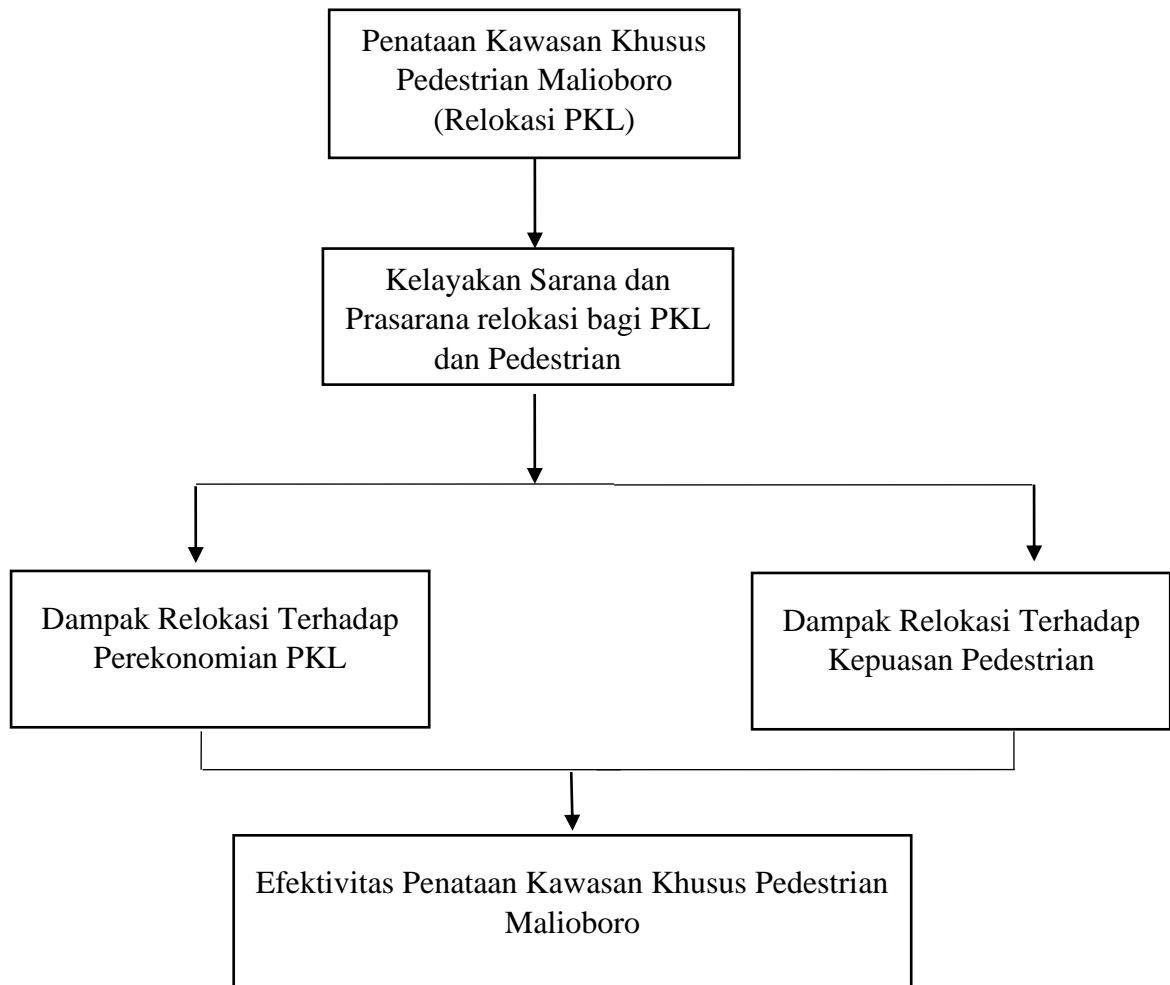 Penataan Kawasan Khusus
Pedestrian Malioboro
(Relokasi PKL)
Kelayakan Sarana dan
Prasarana relokasi bagi PKL
dan Pedestrian
Dampak Relokasi Terhadap
Perekonomian PKL
Dampak Relokasi Terhadap
Kepuasan Pedestrian
Efektivitas Penataan Kawasan Khusus Pedestrian
Malioboro